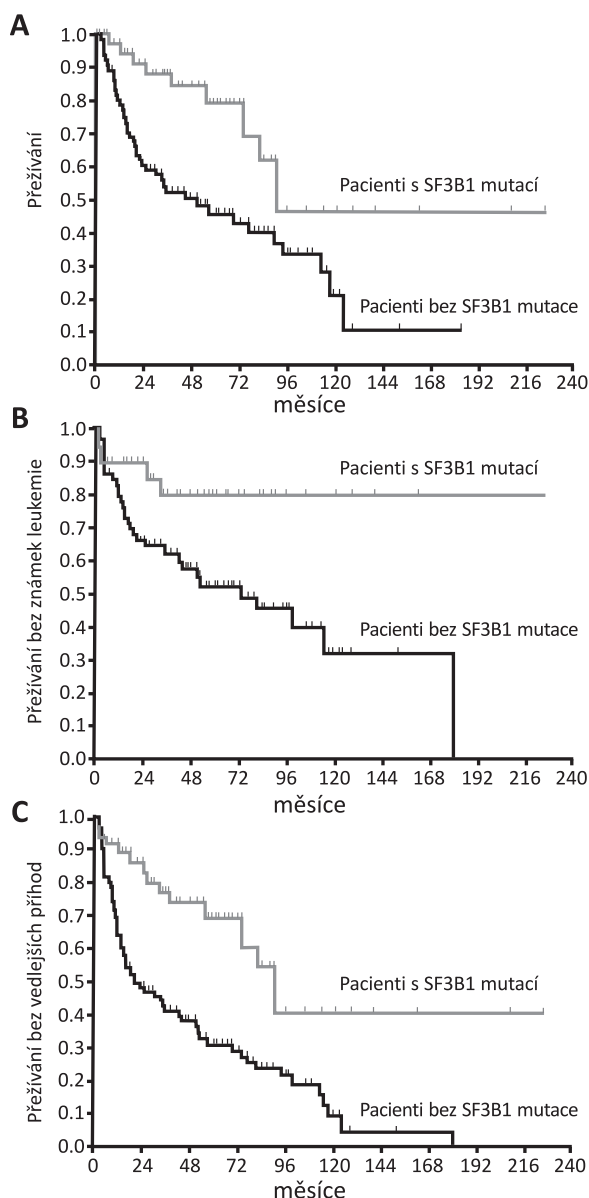 A
Přežívání
1.0
0.9
0.8
0.7
0.6
0.5
0.4
0.3
0.2
0.1
0.0
Pacienti s SF3B1 mutací
Pacienti bez SF3B1 mutace
0 24 48 72 96 120 144 168 192 216 240
měsíce
B
Přežívání bez známek leukemie
1.0
0.9
0.8
0.7
0.6
0.5
0.4
0.3
0.2
0.1
0.0
Pacienti s SF3B1 mutací
Pacienti bez SF3B1 mutace
0 24 48 72 96 120 144 168 192 216 240
měsíce
C
Přežívání bez vedlejších příhod
1.0
0.9
0.8
0.7
0.6
0.5
0.4
0.3
0.2
0.1
0.0
Pacienti s SF3B1 mutací
Pacienti bez SF3B1 mutace
0 24 48 72 96 120 144 168 192 216 240
měsíce